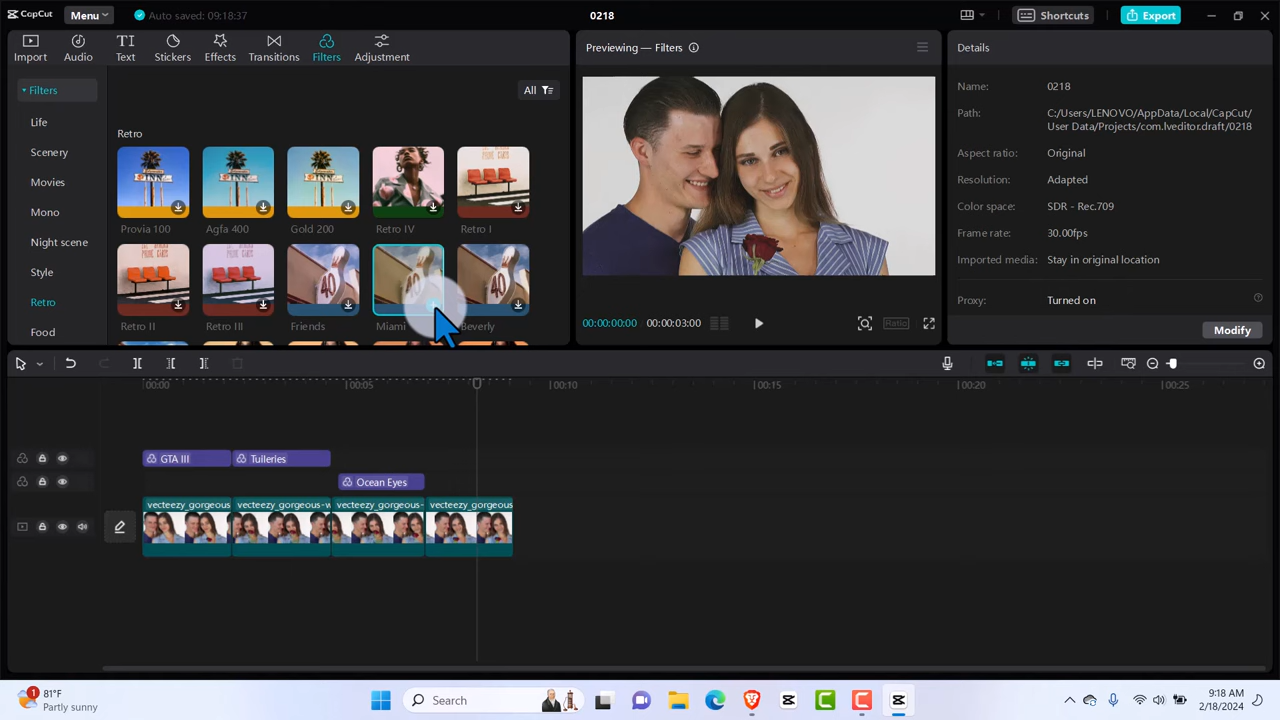 CapCut
Menu
Auto saved: 09:18:37
0218
Shortcuts
Export
Import
Audio
Text
Stickers
Effects
Transitions
Filters
Adjustment
Filters
Life
Scenery
Movies
Mono
Night scene
Style
Retro
Food
All
Retro
Provia 100
Agfa 400
Gold 200
Retro IV
Retro I
Retro II
Retro III
Friends
Miami
Beverly
Previewing — Filters
00:00:00:00
00:00:03:00
Ratio
Details
Name: 0218
Path: C:/Users/LENOVO/AppData/Local/CapCut/
User Data/Projects/com.lveditor.draft/0218
Aspect ratio: Original
Resolution: Adapted
Color space: SDR - Rec.709
Frame rate: 30.00fps
Imported media: Stay in original location
Proxy: Turned on
Modify
00:00
00:05
00:10
00:15
00:20
00:25
GTA III
Tuileries
Ocean Eyes
vecteezy_gorgeous
vecteezy_gorgeous-w
vecteezy_gorgeous-
vecteezy_gorgeous
1
81°F
Partly sunny
Search
9:18 AM
2/18/2024